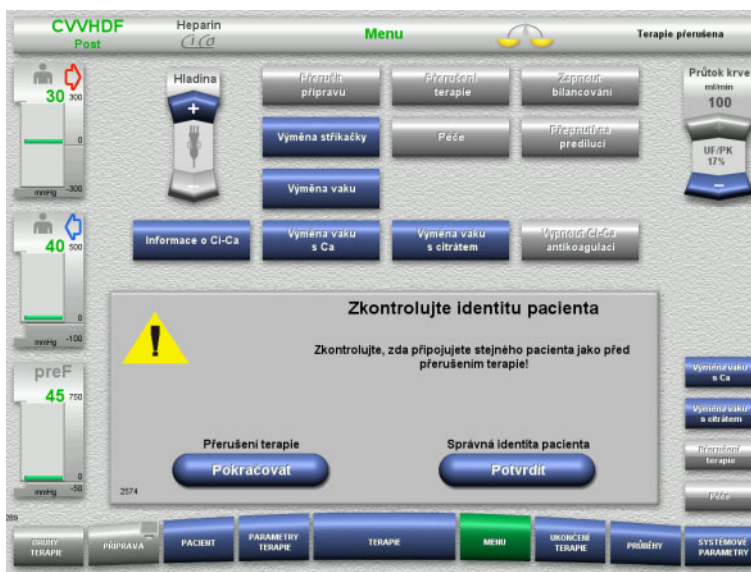 CVVHDF
Post
Heparin
Ci Ca
Menu
Terapie přerušena
30
300
0
-300
mmHg
40
500
0
-100
mmHg
preF
45
750
0
-50
mmHg
Hladina
+
−
Přerušit
přípravu
Přerušení
terapie
Zapnout
bilancování
Výměna stříkačky
Péče
Přepnutí na
prediluci
Výměna vaku
Informace o Ci-Ca
Výměna vaku
s Ca
Výměna vaku
s citrátem
Vypnout Ci-Ca
antikoagulaci
Průtok krve
ml/min
100
+
UF/PK
17%
−
!
Zkontrolujte identitu pacienta
Zkontrolujte, zda připojujete stejného pacienta jako před
přerušením terapie!
Přerušení terapie
Pokračovat
Správná identita pacienta
Potvrdit
2574
Výměna vaku
s Ca
Výměna vaku
s citrátem
Přerušení
terapie
Péče
DRUHY
TERAPIE
PŘÍPRAVA
PACIENT
PARAMETRY
TERAPIE
TERAPIE
MENU
UKONČENÍ
TERAPIE
PRŮBĚHY
SYSTÉMOVÉ
PARAMETRY